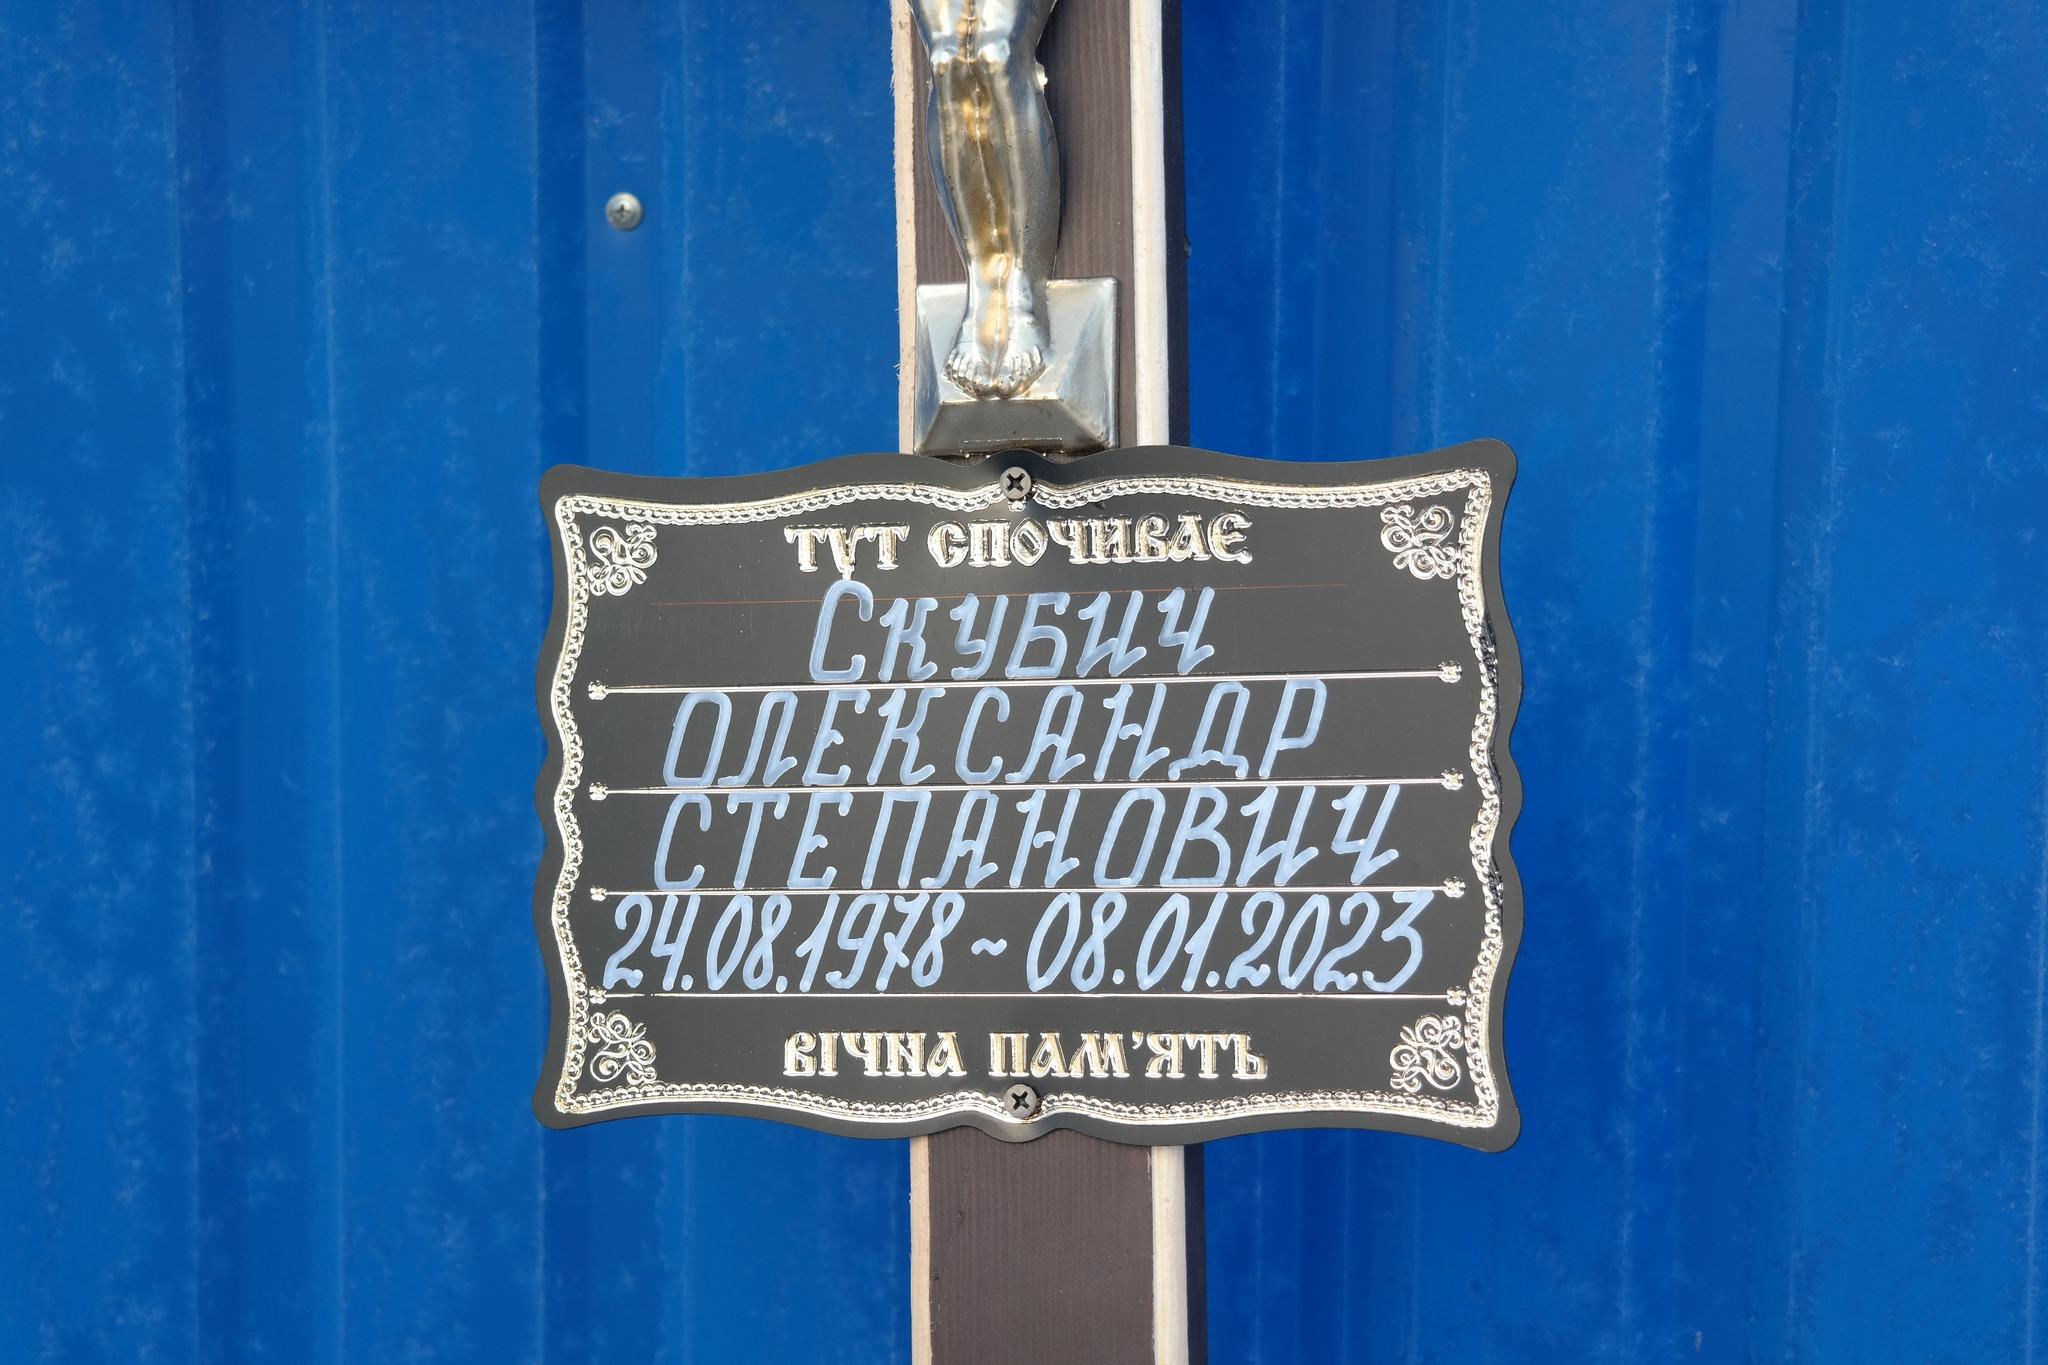 ТУТ СПОЧИВАЄ
Скубич
ОЛЕКСАНДР
СТЕПАНОВИЧ
24.08.1978~08.01.2023
ВІЧНА ПАМ'ЯТЬ